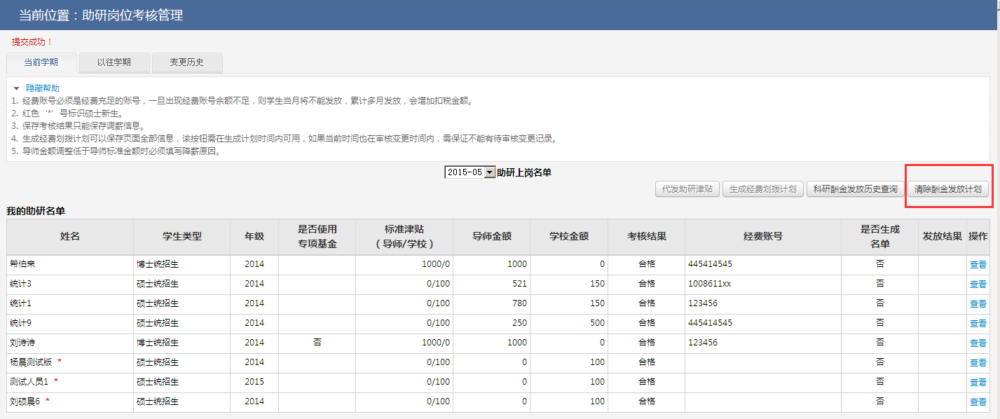 当前位置：助研岗位考核管理
提交成功！
当前学期 以往学期 变更历史
隐藏帮助
1. 经费账号必须是经费充足的账号，一旦出现经费账号余额不足，则学生当月将不能发放，累计多月发放，会增加扣税金额。
2. 红色‘*’号标识硕士新生。
3. 保存考核结果只能保存调薪信息。
4. 生成经费划拨计划可以保存页面全部信息，该按钮需在生成计划时间内可用，如果当前时间也在审核变更时间内，需保证不能有待审核变更记录。
5. 导师金额调整低于导师标准金额时必须填写降薪原因。
2015-05 助研上岗名单
代发助研津贴 生成经费划拨计划 科研酬金发放历史查询 清除酬金发放计划
我的助研名单
姓名 学生类型 年级 是否使用 标准津贴 导师金额 学校金额 考核结果 经费账号 是否生成 发放结果 操作
专项基金 （导师/学校） 名单
希伯来 博士统招生 2014 1000/0 1000 0 合格 445414545 否 查看
统计3 硕士统招生 2014 0/100 521 150 合格 1008611xx 否 查看
统计1 硕士统招生 2014 0/100 780 150 合格 123456 否 查看
统计9 硕士统招生 2014 0/100 250 500 合格 445414545 否 查看
刘诗诗 博士统招生 2014 否 1000/0 1000 0 合格 123456 否 查看
杨晨测试版 * 硕士统招生 2014 0/100 0 100 合格 否 查看
测试人员1 * 硕士统招生 2015 0/100 0 100 合格 否 查看
刘硕晨6 * 硕士统招生 2014 0/100 0 100 合格 否 查看